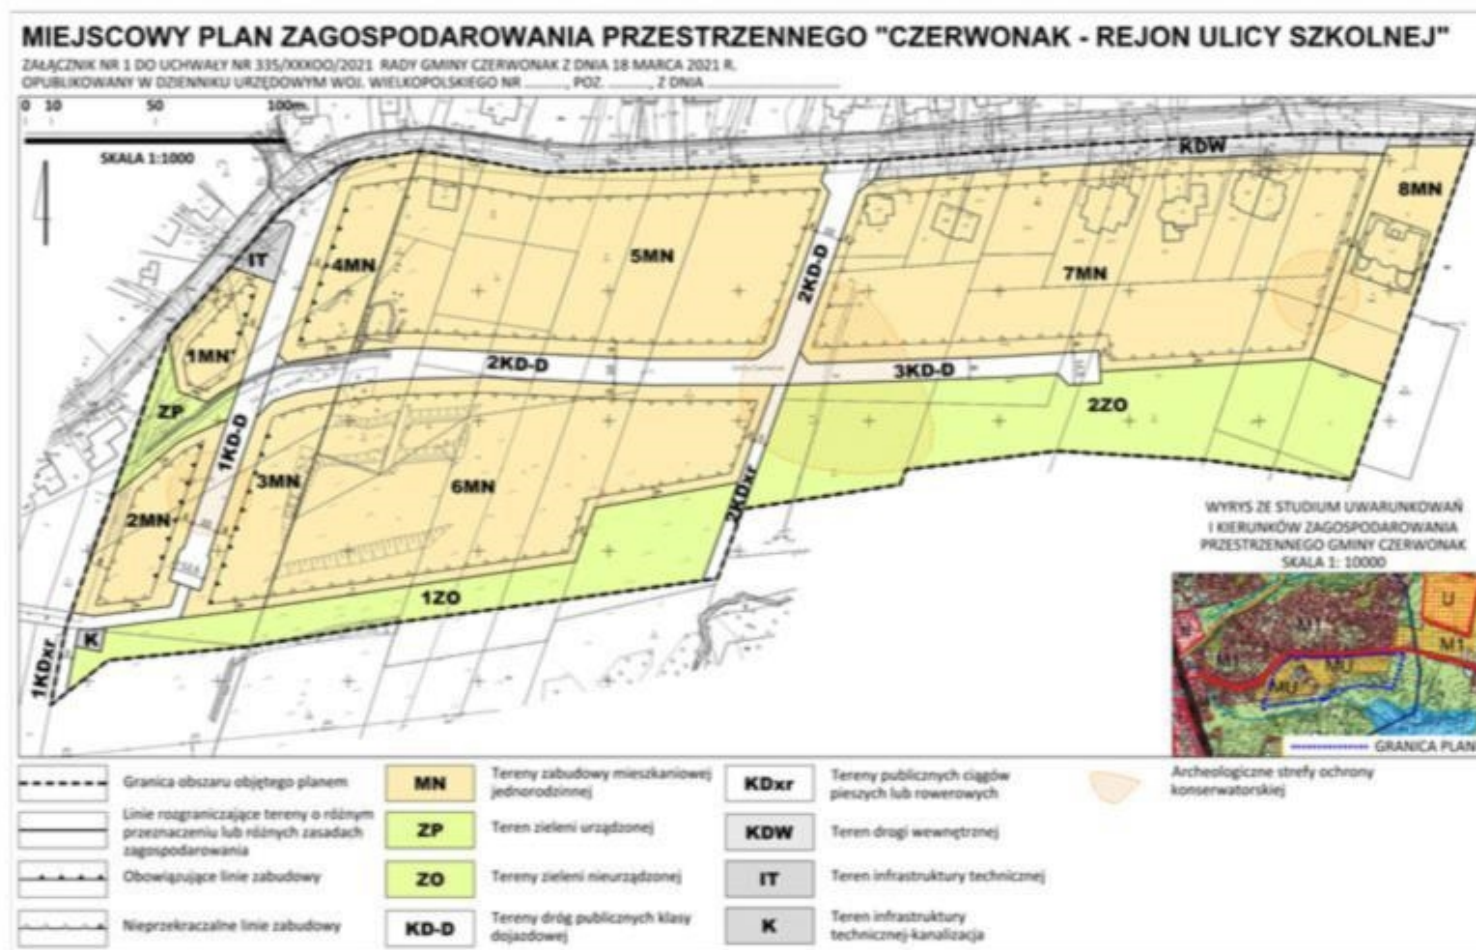 MIEJSCOWY PLAN ZAGOSPODAROWANIA PRZESTRZENNEGO "CZERWONAK - REJON ULICY SZKOLNEJ"
ZAŁĄCZNIK NR 1 DO UCHWAŁY NR 335/XXXOO/2021 RADY GMINY CZERWONAK Z DNIA 18 MARCA 2021 R.
OPUBLIKOWANY W DZIENNIKU URZĘDOWYM WOJ. WIELKOPOLSKIEGO NR ......, POZ. ......, Z DNIA ......
0 10 50 100m.
SKALA 1:1000
KDW
8MN
IT
4MN
5MN
2KD-D
7MN
1MN
2KD-D
3KD-D
ZP
1KD-D
2ZO
3MN
6MN
2KDxr
2MN
1ZO
K
1KDxr
WYRYS ZE STUDIUM UWARUNKOWAŃ
I KIERUNKÓW ZAGOSPODAROWANIA
PRZESTRZENNEGO GMINY CZERWONAK
SKALA 1: 10000
U
M1
M1
M1
MU
MU
GRANICA PLAN
Granica obszaru objętego planem
Linie rozgraniczające tereny o różnym
przeznaczeniu lub różnych zasadach
zagospodarowania
Obowiązujące linie zabudowy
Nieprzekraczalne linie zabudowy
MN
Tereny zabudowy mieszkaniowej
jednorodzinnej
ZP
Teren zieleni urządzonej
ZO
Tereny zieleni nieurządzonej
KD-D
Tereny dróg publicznych klasy
dojazdowej
KDxr
Tereny publicznych ciągów
pieszych lub rowerowych
KDW
Teren drogi wewnętrznej
IT
Teren infrastruktury technicznej
K
Teren infrastruktury
technicznej-kanalizacja
Archeologiczne strefy ochrony
konserwatorskiej